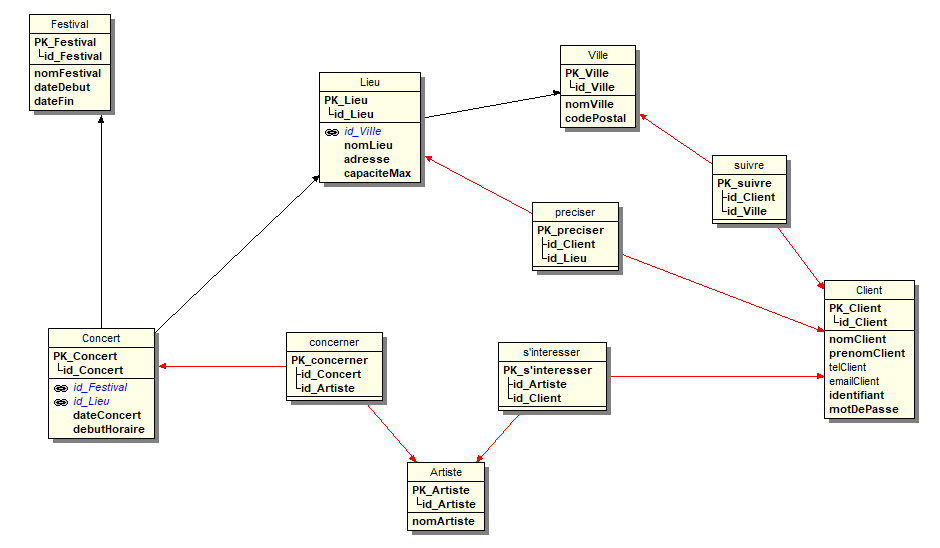 Festival
PK_Festival
id_Festival
nomFestival
dateDebut
dateFin
Lieu
PK_Lieu
id_Lieu
id_Ville
nomLieu
adresse
capaciteMax
Ville
PK_Ville
id_Ville
nomVille
codePostal
suivre
PK_suivre
id_Client
id_Ville
preciser
PK_preciser
id_Client
id_Lieu
Client
PK_Client
id_Client
nomClient
prenomClient
telClient
emailClient
identifiant
motDePasse
Concert
PK_Concert
id_Concert
id_Festival
id_Lieu
dateConcert
debutHoraire
concerner
PK_concerner
id_Concert
id_Artiste
s'interesser
PK_s'interesser
id_Artiste
id_Client
Artiste
PK_Artiste
id_Artiste
nomArtiste